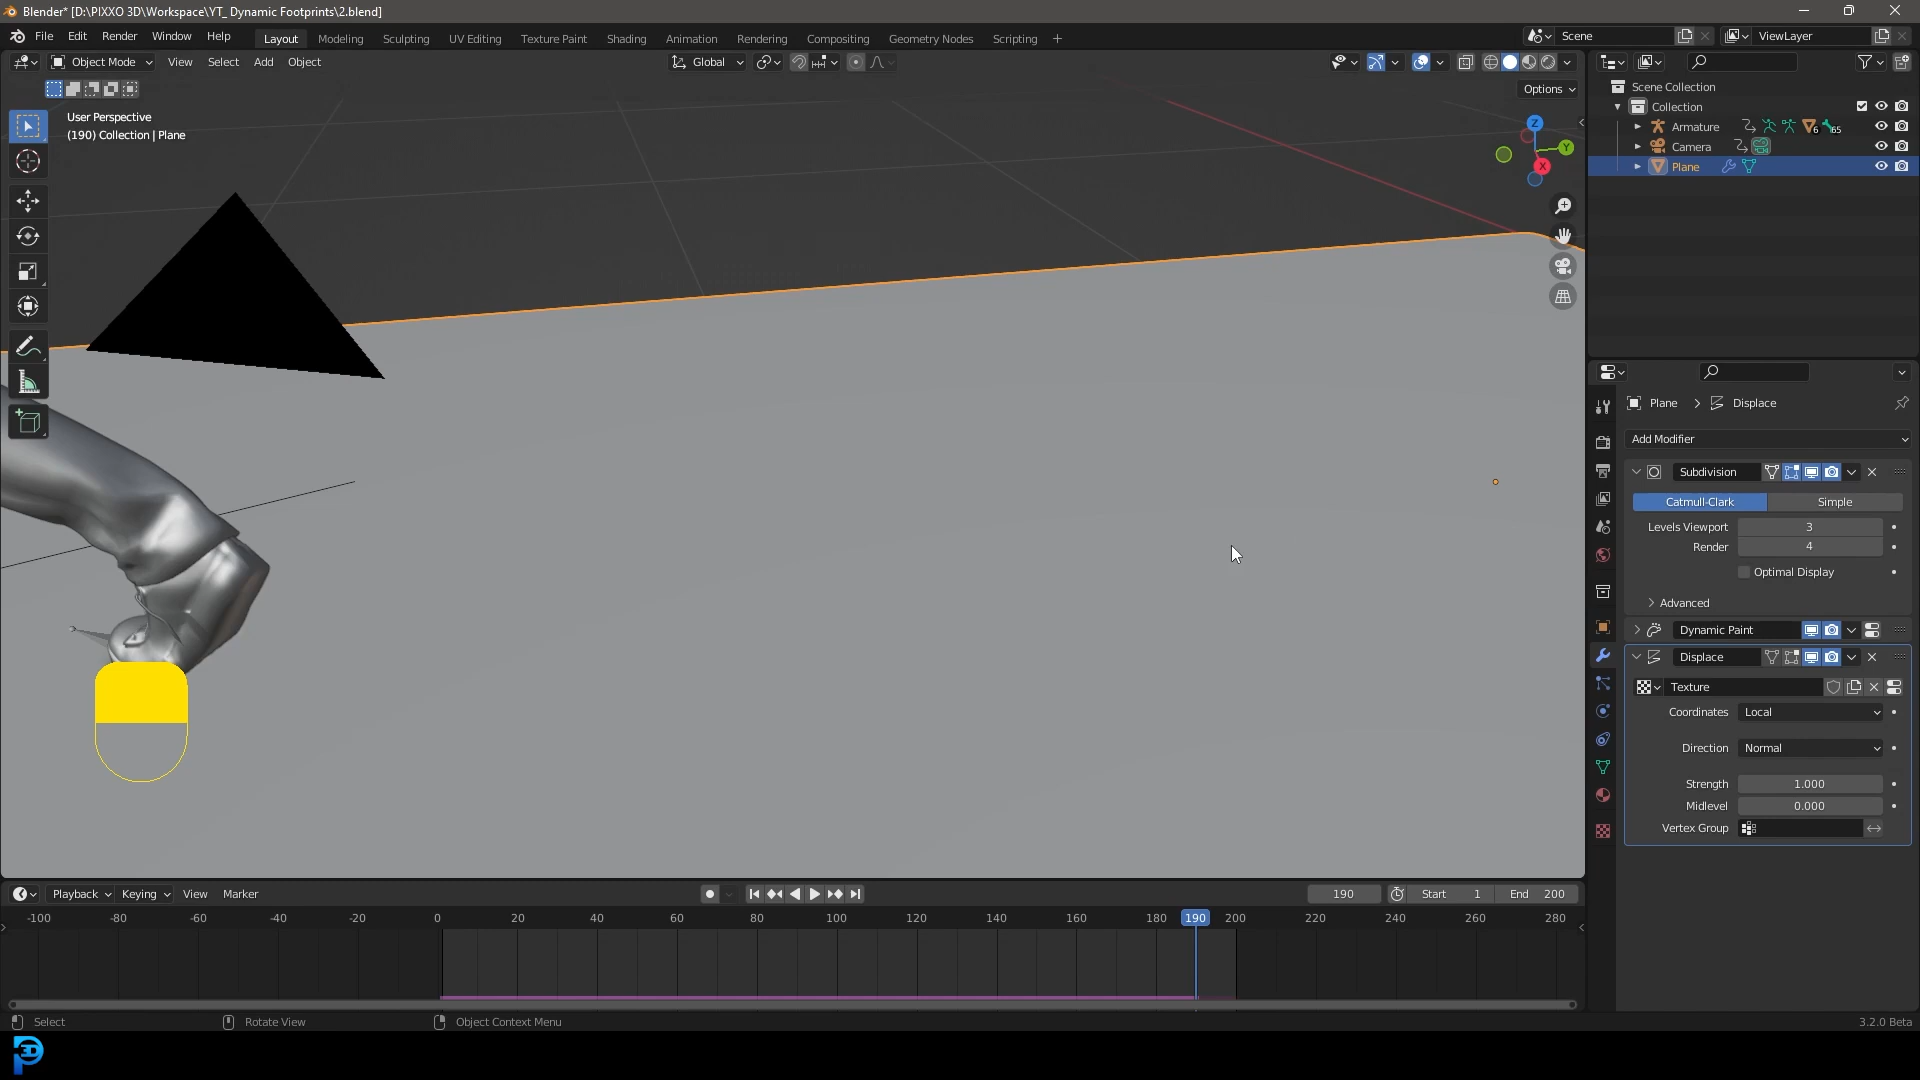 Blender* [D:\PIXXO 3D\Workspace\YT_ Dynamic Footprints\2.blend]
File Edit Render Window Help Layout Modeling Sculpting UV Editing Texture Paint Shading Animation Rendering Compositing Geometry Nodes Scripting + Scene ViewLayer
Object Mode View Select Add Object Global
Options
User Perspective
(190) Collection | Plane
Z
Y
X
Scene Collection
Collection
Armature 6 65
Camera
Plane
Plane > Displace
Add Modifier
Subdivision
Catmull-Clark Simple
Levels Viewport 3
Render 4
Optimal Display
Advanced
Dynamic Paint
Displace
Texture
Coordinates Local
Direction Normal
Strength 1.000
Midlevel 0.000
Vertex Group
Playback Keying View Marker 190 Start 1 End 200
-100 -80 -60 -40 -20 0 20 40 60 80 100 120 140 160 180 190 200 220 240 260 280
Select Rotate View Object Context Menu 3.2.0 Beta
3D